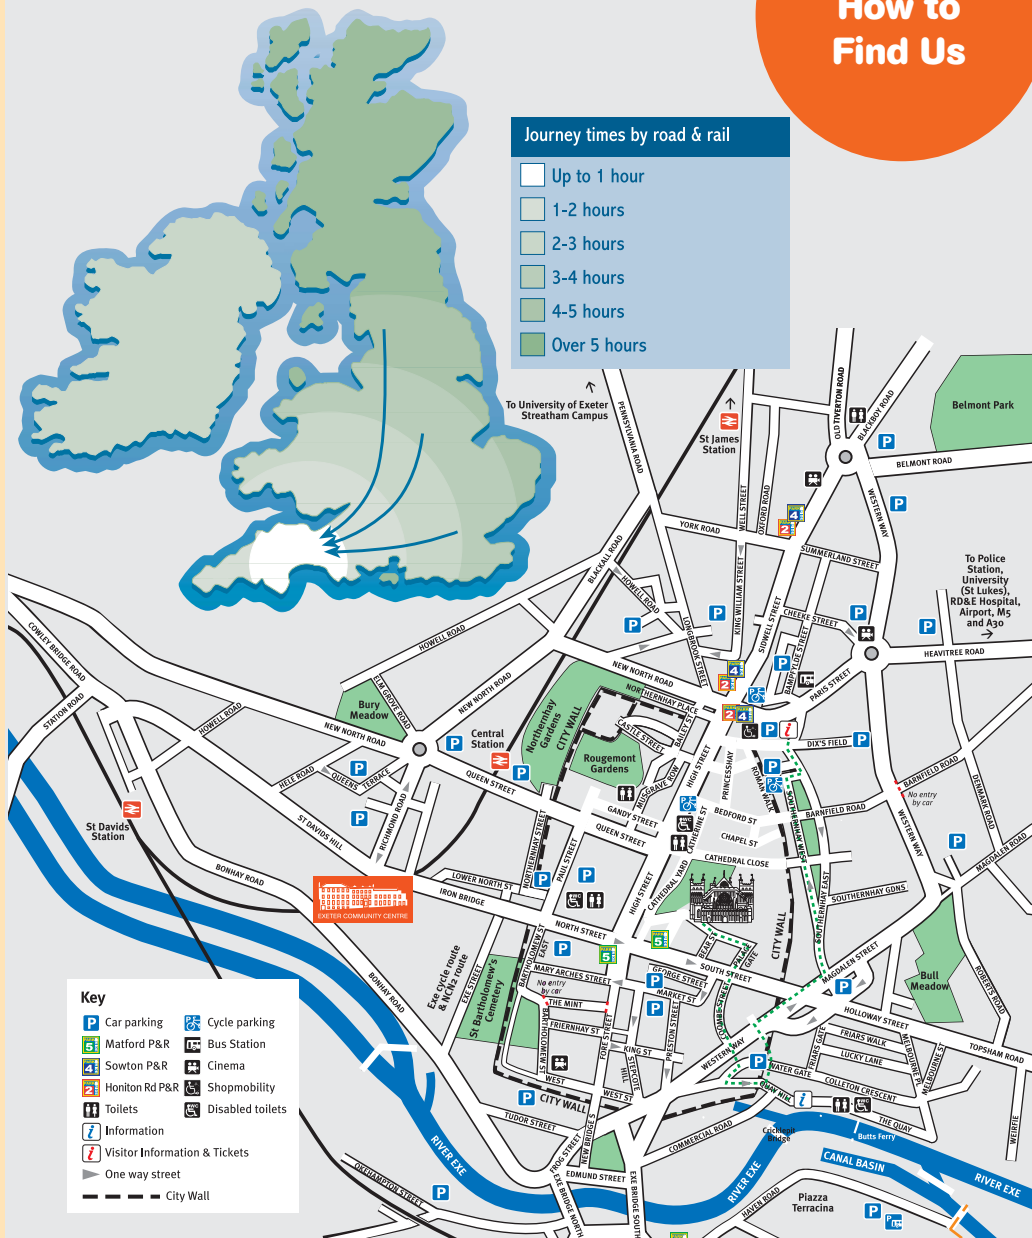 How to
Find Us
Journey times by road & rail
Up to 1 hour
1-2 hours
2-3 hours
3-4 hours
4-5 hours
Over 5 hours
To University of Exeter
Streatham Campus
St James
Station
PENNSYLVANIA ROAD
OLD TIVERTON ROAD
BLACKBOY ROAD
Belmont Park
BELMONT ROAD
WELL STREET
OXFORD ROAD
WESTERN WAY
YORK ROAD
SUMMERLAND STREET
BLACKALL ROAD
HOWELL ROAD
KING WILLIAM STREET
SIDWELL STREET
CHEEKE STREET
To Police
Station,
University
(St Lukes),
RD&E Hospital,
Airport, M5
and A30
HEAVITREE ROAD
LONGBROOK STREET
BAMPFYLDE STREET
PARIS STREET
COWLEY BRIDGE ROAD
STATION ROAD
HOWELL ROAD
HOWELL ROAD
ELM GROVE ROAD
Bury
Meadow
NEW NORTH ROAD
NEW NORTH ROAD
NEW NORTH ROAD
NORTHERNHAY PLACE
Northernhay
Gardens
CITY WALL
CASTLE STREET
BAILEY ST
Rougemont
Gardens
MUSGRAVE ROW
HIGH STREET
PRINCESSHAY
ROMAN WALK
DIX'S FIELD
Central
Station
QUEEN STREET
HELE ROAD
QUEENS TERRACE
St Davids
Station
ST DAVIDS HILL
RICHMOND ROAD
BONHAY ROAD
EXETER COMMUNITY CENTRE
LOWER NORTH ST
IRON BRIDGE
NORTHERNHAY STREET
PAUL STREET
GANDY STREET
QUEEN STREET
CATHERINE ST
BEDFORD ST
CHAPEL ST
CATHEDRAL CLOSE
CATHEDRAL YARD
HIGH STREET
SOUTHERNHAY WEST
SOUTHERNHAY EAST
BARNFIELD ROAD
BARNFIELD ROAD
No entry
by car
DENMARK ROAD
WESTERN WAY
MAGDALEN ROAD
SOUTHERNHAY GDNS
CITY WALL
NORTH STREET
BEAR ST
PALACE
GATE
SOUTH STREET
MAGDALEN STREET
Bull
Meadow
ROBERTS ROAD
Exe cycle route
& NCN2 route
EXE STREET
St Bartholomew's
Cemetery
BARTHOLOMEW ST
EAST
MARY ARCHES STREET
No entry
by car
THE MINT
FRIERNHAY ST
BARTHOLOMEW ST
WEST
FORE STREET
GEORGE STREET
MARKET ST
PRESTON STREET
KING ST
STEPCOTE
HILL
COOMBE STREET
WESTERN WAY
HOLLOWAY STREET
FRIARS GATE
FRIARS WALK
LUCKY LANE
MELBOURNE PL
MELBOURNE ST
TOPSHAM ROAD
WATER GATE
COLLETON CRESCENT
QUAY HILL
THE QUAY
WEIRFIELD
BONHAY ROAD
CITY WALL
WEST ST
TUDOR STREET
FROG STREET
NEW BRIDGE S
EDMUND STREET
EXE BRIDGE NORTH
EXE BRIDGE SOUTH
COMMERCIAL ROAD
Cricklepit
Bridge
Butts Ferry
CANAL BASIN
RIVER EXE
RIVER EXE
RIVER EXE
HAVEN ROAD
Piazza
Terracina
OKEHAMPTON STREET
Key
Car parking
Matford P&R
Sowton P&R
Honiton Rd P&R
Toilets
Information
Visitor Information & Tickets
One way street
City Wall
Cycle parking
Bus Station
Cinema
Shopmobility
Disabled toilets